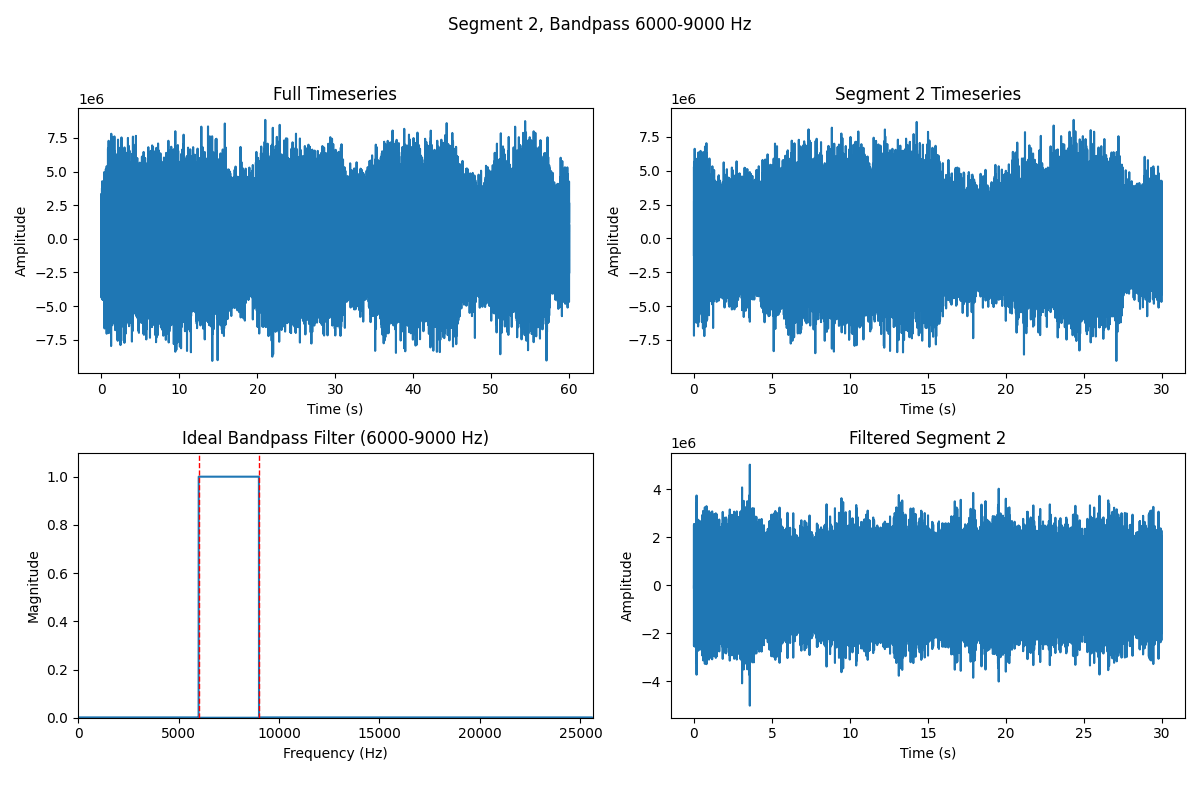 Segment 2, Bandpass 6000-9000 Hz
Full Timeseries
1e6
7.5
5.0
2.5
0.0
−2.5
−5.0
−7.5
Amplitude
0 10 20 30 40 50 60
Time (s)
Segment 2 Timeseries
1e6
7.5
5.0
2.5
0.0
−2.5
−5.0
−7.5
Amplitude
0 5 10 15 20 25 30
Time (s)
Ideal Bandpass Filter (6000-9000 Hz)
1.0
0.8
0.6
0.4
0.2
0.0
Magnitude
0 5000 10000 15000 20000 25000
Frequency (Hz)
Filtered Segment 2
1e6
4
2
0
−2
−4
Amplitude
0 5 10 15 20 25 30
Time (s)